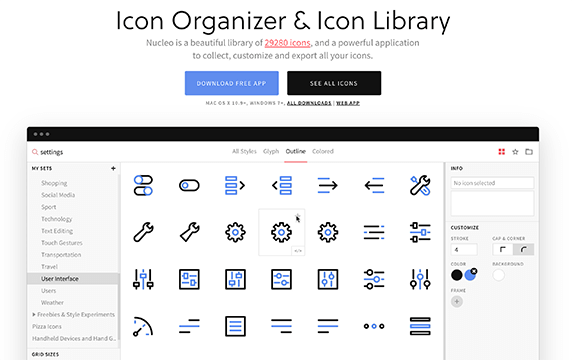 Icon Organizer & Icon Library
Nucleo is a beautiful library of 29280 icons, and a powerful application
to collect, customize and export all your icons.
DOWNLOAD FREE APP
SEE ALL ICONS
MAC OS X 10.9+, WINDOWS 7+, ALL DOWNLOADS | WEB APP
settings
All Styles
Glyph
Outline
Colored
MY SETS
+
Shopping
Social Media
Sport
Technology
Text Editing
Touch Gestures
Transportation
Travel
User Interface
Users
Weather
Freebies & Style Experiments
Pizza Icons
Handheld Devices and Hand G...
GRID SIZES
INFO
No icon selected
CUSTOMIZE
STROKE
CAP & CORNER
4
COLOR
BACKGROUND
FRAME
+